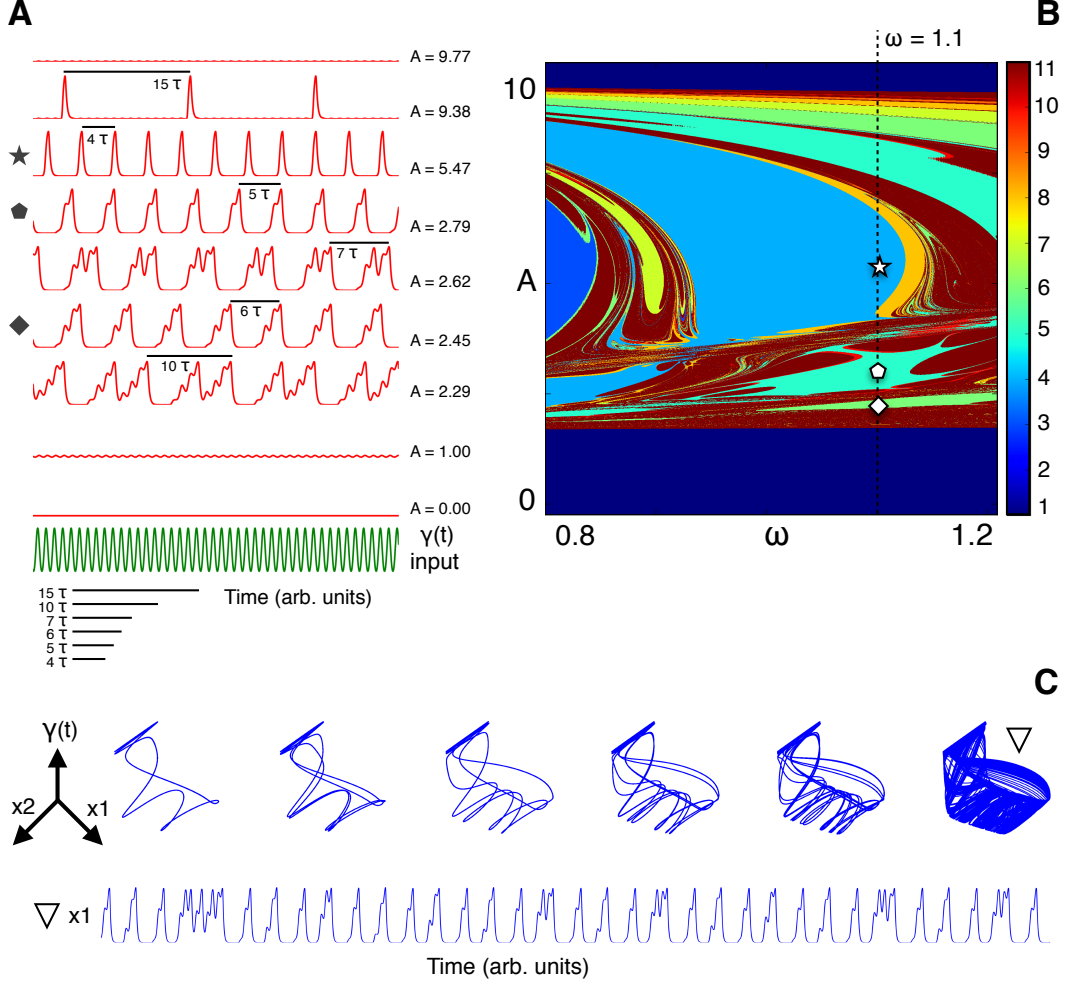 A
A = 9.77
15 τ
A = 9.38
4 τ
A = 5.47
5 τ
A = 2.79
7 τ
A = 2.62
6 τ
A = 2.45
10 τ
A = 2.29
A = 1.00
A = 0.00
γ(t)
input
15 τ
10 τ
7 τ
6 τ
5 τ
4 τ
Time (arb. units)
B
ω = 1.1
10
A
0
0.8
ω
1.2
11
10
9
8
7
6
5
4
3
2
1
C
γ(t)
x2
x1
x1
Time (arb. units)